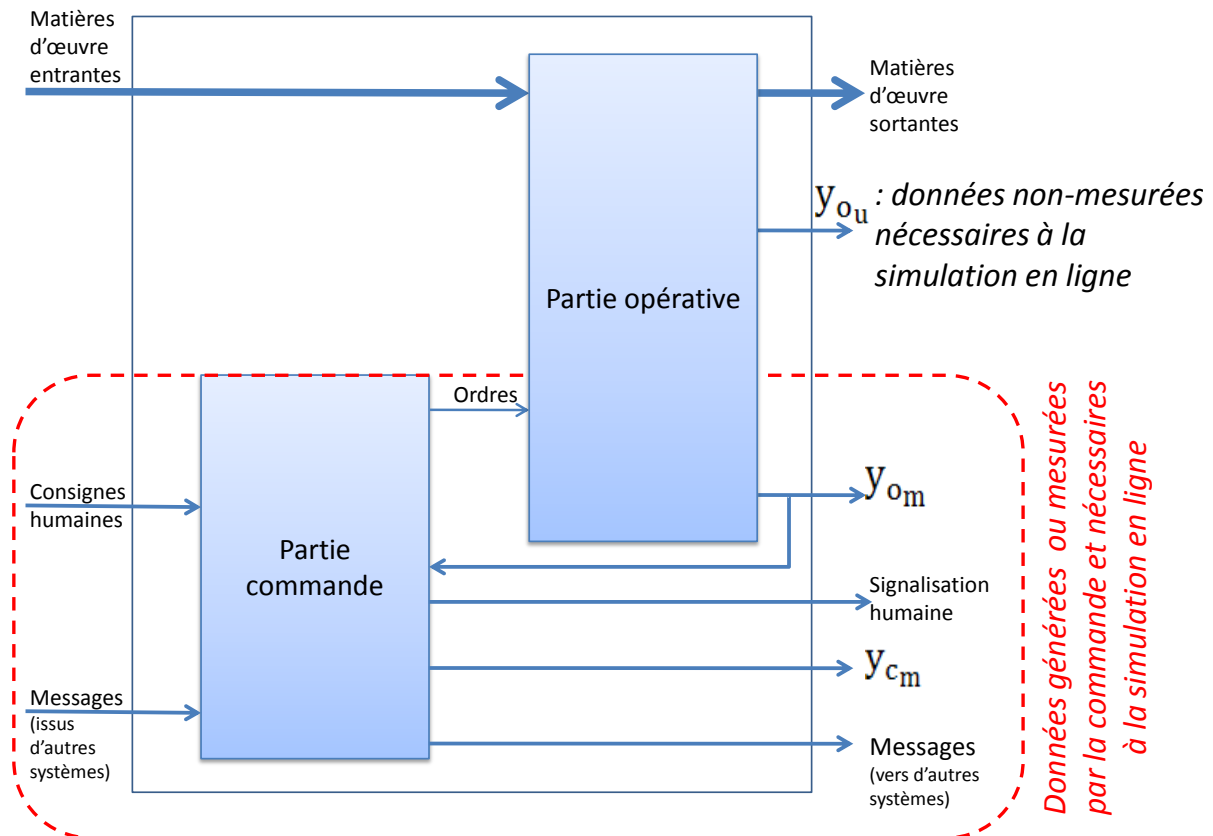 Matières
d'œuvre
entrantes
Matières
d'œuvre
sortantes
y_{o_u} : données non-mesurées
nécessaires à la
simulation en ligne
Partie opérative
Ordres
Consignes
humaines
Partie
commande
y_{o_m}
Signalisation
humaine
y_{c_m}
Messages
(issus
d'autres
systèmes)
Messages
(vers d'autres
systèmes)
Données générées ou mesurées
par la commande et nécessaires
à la simulation en ligne